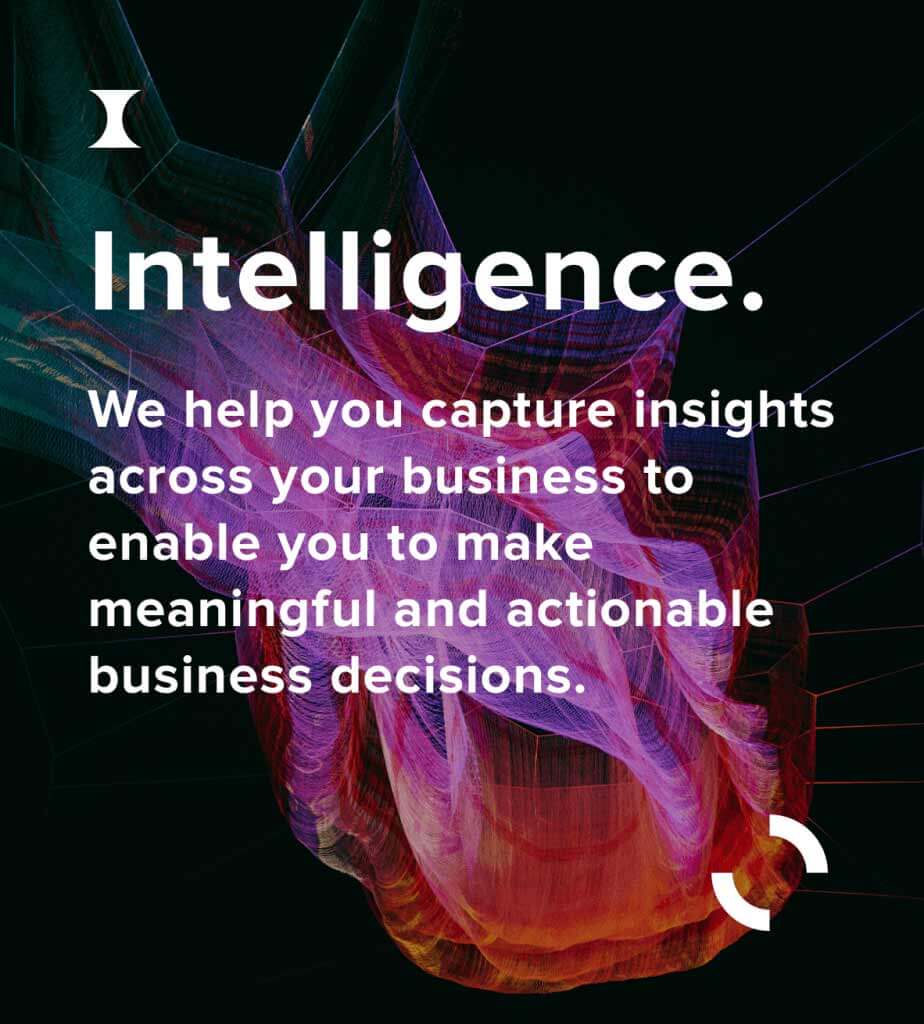 Intelligence.
We help you capture insights
across your business to
enable you to make
meaningful and actionable
business decisions.